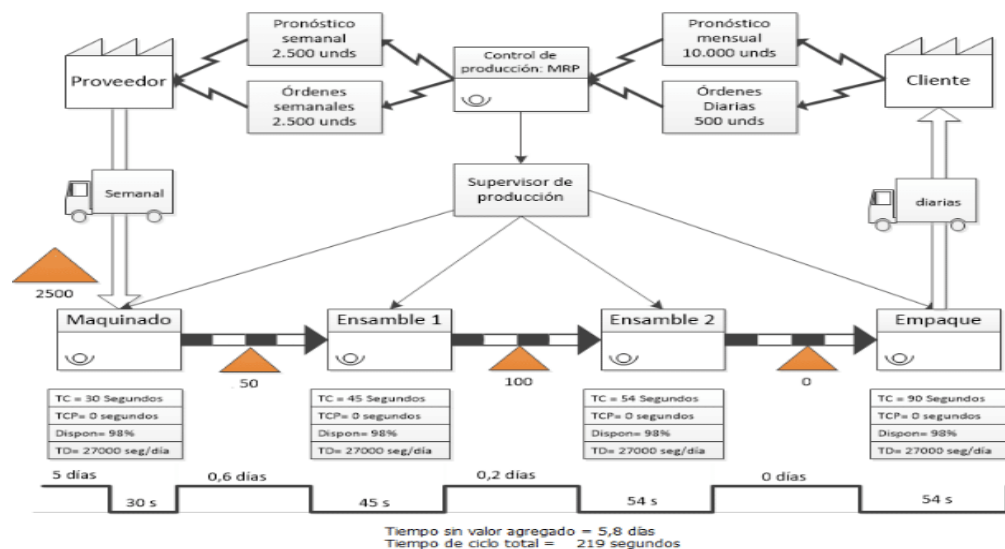 Pronóstico
semanal
2.500 unds
Pronóstico
mensual
10.000 unds
Control de
producción: MRP
Proveedor
Cliente
Órdenes
semanales
2.500 unds
Órdenes
Diarias
500 unds
Supervisor de
producción
Semanal
diarias
2500
Maquinado
Ensamble 1
Ensamble 2
Empaque
50
100
0
TC = 30 Segundos
TCP= 0 segundos
Dispon= 98%
TD= 27000 seg/día
TC = 45 Segundos
TCP= 0 segundos
Dispon= 98%
TD= 27000 seg/día
TC = 54 Segundos
TCP= 0 segundos
Dispon= 98%
TD= 27000 seg/día
TC = 90 Segundos
TCP= 0 segundos
Dispon= 98%
TD= 27000 seg/día
5 días
30 s
0,6 días
45 s
0,2 días
54 s
0 días
54 s
Tiempo sin valor agregado = 5,8 días
Tiempo de ciclo total = 219 segundos